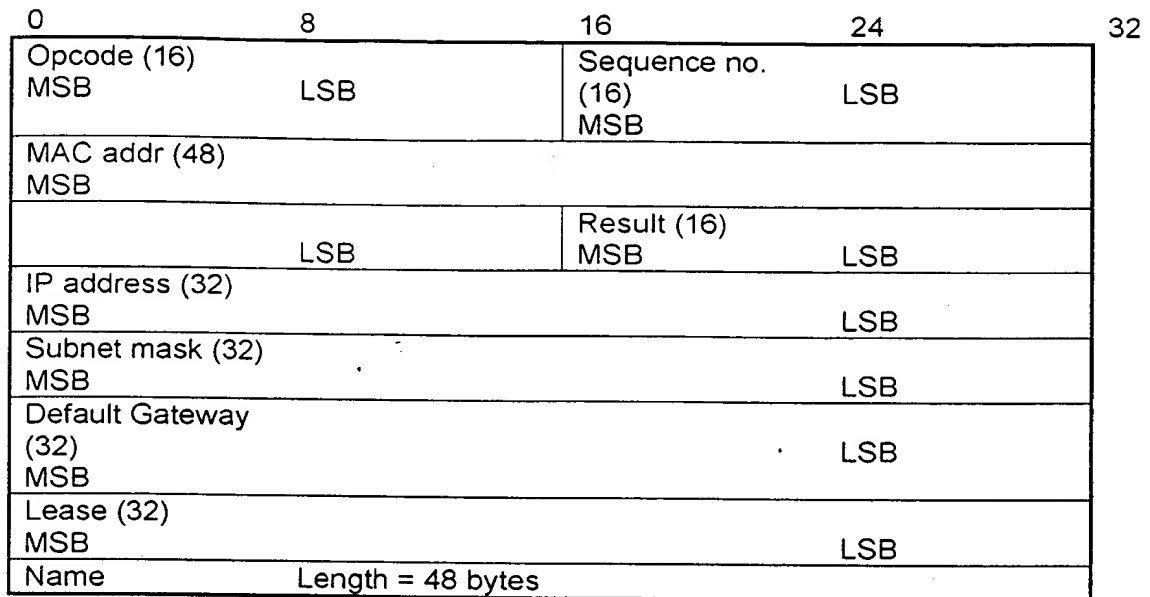 0 8 16 24 32
Opcode (16) Sequence no.
MSB LSB (16) LSB
MSB
MAC addr (48)
MSB
Result (16)
LSB MSB LSB
IP address (32)
MSB LSB
Subnet mask (32)
MSB LSB
Default Gateway
(32) LSB
MSB
Lease (32)
MSB LSB
Name Length = 48 bytes